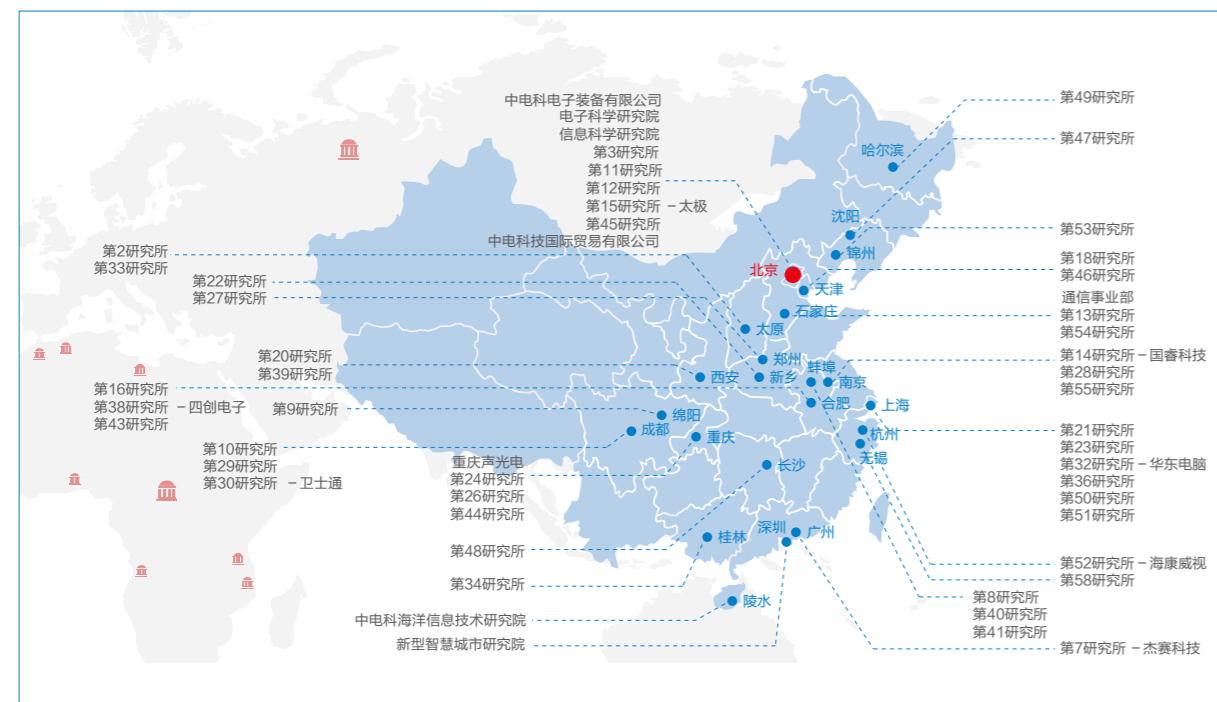 中电科电子装备有限公司
电子科学研究院
信息科学研究院
第3研究所
第11研究所
第12研究所
第15研究所 – 太极
第45研究所
中电科技国际贸易有限公司
第2研究所
第33研究所
第22研究所
第27研究所
第20研究所
第39研究所
第16研究所
第38研究所 – 四创电子
第43研究所
第9研究所
第10研究所
第29研究所
第30研究所 – 卫士通
重庆声光电
第24研究所
第26研究所
第44研究所
第48研究所
第34研究所
中电科海洋信息技术研究院
新型智慧城市研究院
哈尔滨
沈阳
锦州
北京
天津
石家庄
太原
郑州
蚌埠
西安
新乡
南京
合肥
上海
绵阳
成都
重庆
杭州
无锡
长沙
深圳
广州
桂林
陵水
第49研究所
第47研究所
第53研究所
第18研究所
第46研究所
通信事业部
第13研究所
第54研究所
第14研究所 – 国睿科技
第28研究所
第55研究所
第21研究所
第23研究所
第32研究所 – 华东电脑
第36研究所
第50研究所
第51研究所
第52研究所 – 海康威视
第58研究所
第8研究所
第40研究所
第41研究所
第7研究所 – 杰赛科技